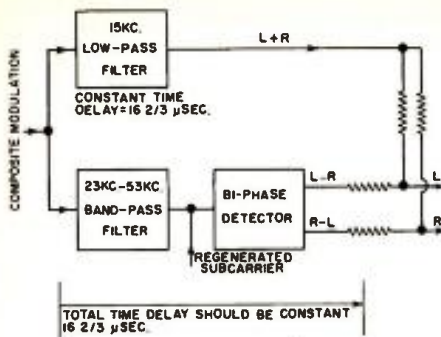 15KC.
LOW-PASS
FILTER
L+R
CONSTANT TIME
DELAY=16 2/3 µSEC.
COMPOSITE MODULATION
23KC-53KC
BAND-PASS
FILTER
BI-PHASE
DETECTOR
L-R
L
R-L
R
REGENERATED
SUBCARRIER
TOTAL TIME DELAY SHOULD BE CONSTANT
16 2/3 µSEC.